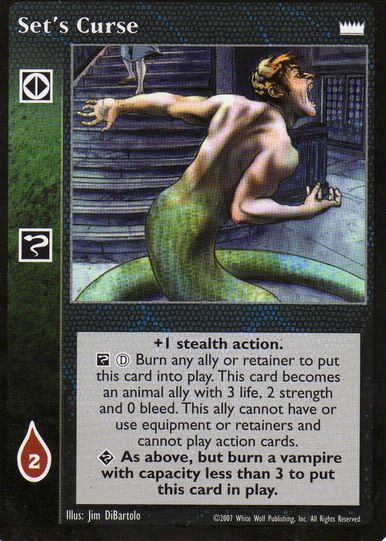 Set's Curse
+1 stealth action.
D Burn any ally or retainer to put
this card into play. This card becomes
an animal ally with 3 life, 2 strength
and 0 bleed. This ally cannot have or
use equipment or retainers and
cannot play action cards.
As above, but burn a vampire
with capacity less than 3 to put
this card in play.
2
Illus: Jim DiBartolo
©2007 White Wolf Publishing, Inc. All Rights Reserved